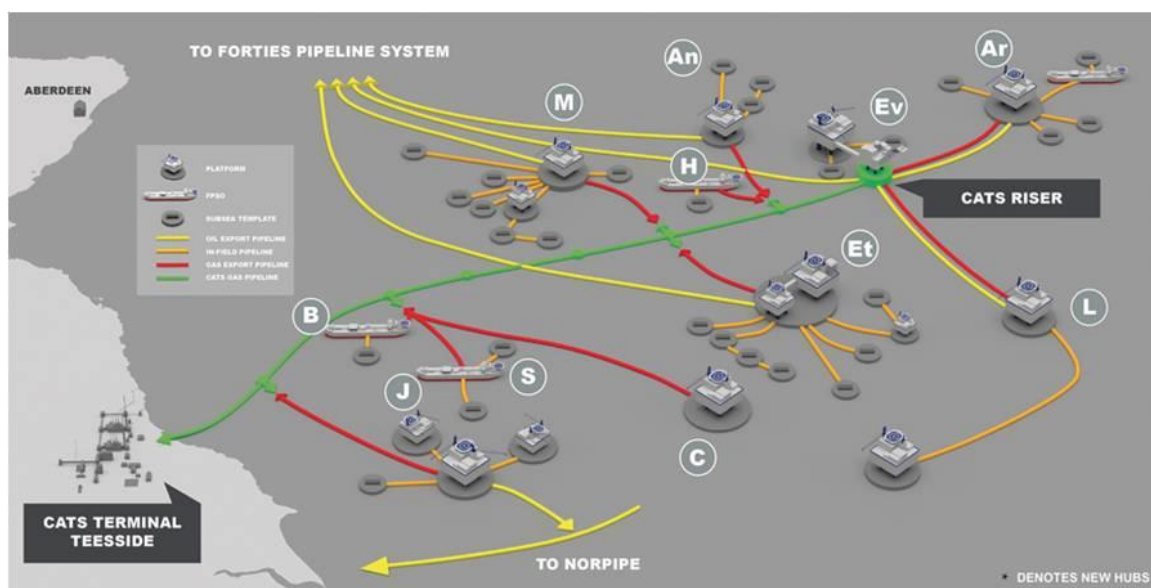 TO FORTIES PIPELINE SYSTEM
An
Ar
ABERDEEN
M
Ev
H
CATS RISER
PLATFORM
FPSO
SUBSEA TEMPLATE
OIL EXPORT PIPELINE
IN-FIELD PIPELINE
GAS EXPORT PIPELINE
CATS GAS PIPELINE
Et
B
L
S
J
C
CATS TERMINAL
TEESSIDE
TO NORPIPE
* DENOTES NEW HUBS